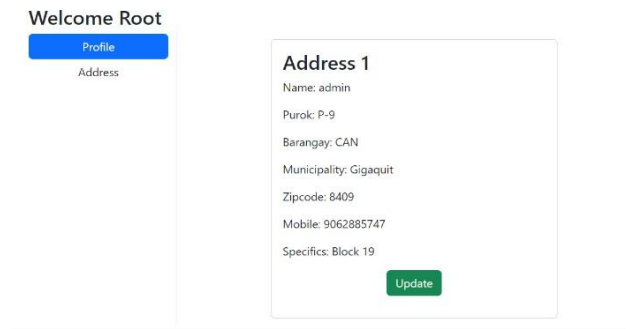 Welcome Root
Profile
Address
Address 1
Name: admin
Purok: P-9
Barangay: CAN
Municipality: Gigaquit
Zipcode: 8409
Mobile: 9062885747
Specifics: Block 19
Update